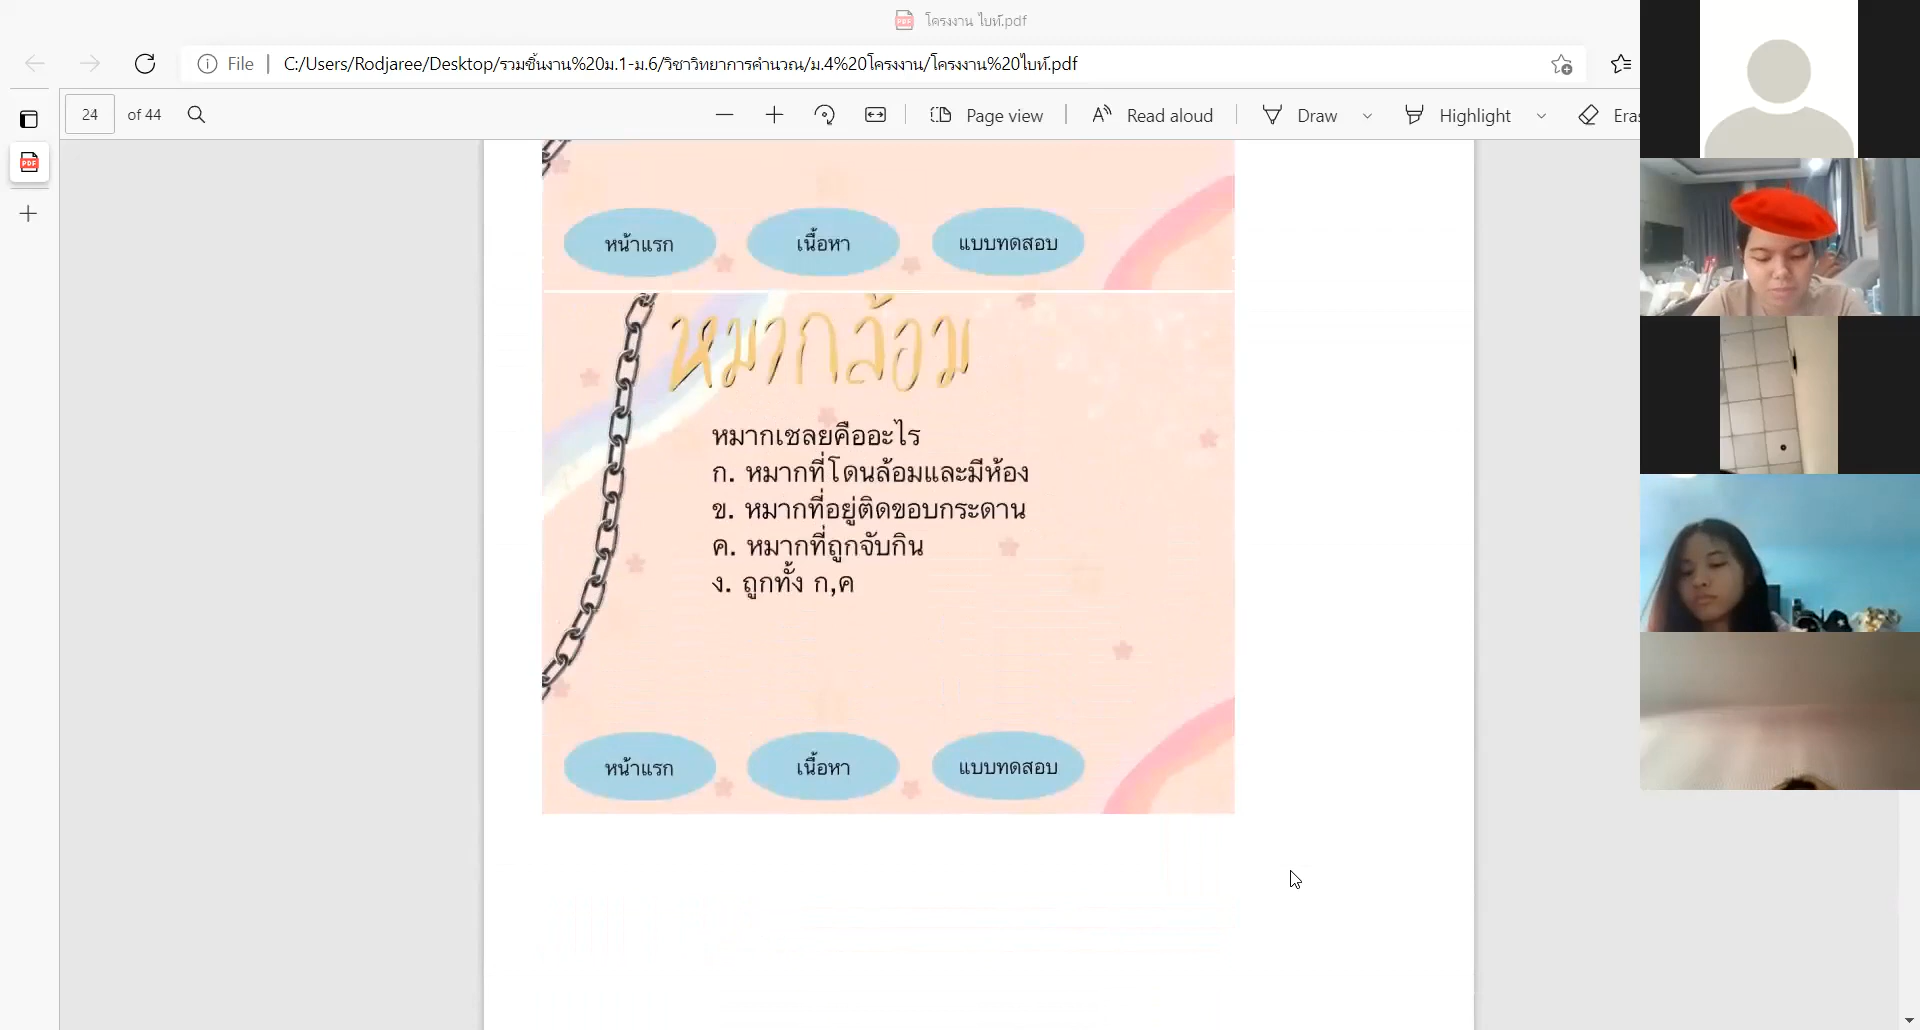 โครงงาน ไบท์.pdf
File
C:/Users/Rodjaree/Desktop/รวมชิ้นงาน%20ม.1-ม.6/วิชาวิทยาการคำนวณ/ม.4%20โครงงาน/โครงงาน%20ไบท์.pdf
24 of 44
Page view
Read aloud
Draw
Highlight
Eras
หน้าแรก
เนื้อหา
แบบทดสอบ
หมากล้อม
หมากเชลยคืออะไร
ก. หมากที่โดนล้อมและมีห้อง
ข. หมากที่อยู่ติดขอบกระดาน
ค. หมากที่ถูกจับกิน
ง. ถูกทั้ง ก,ค
หน้าแรก
เนื้อหา
แบบทดสอบ